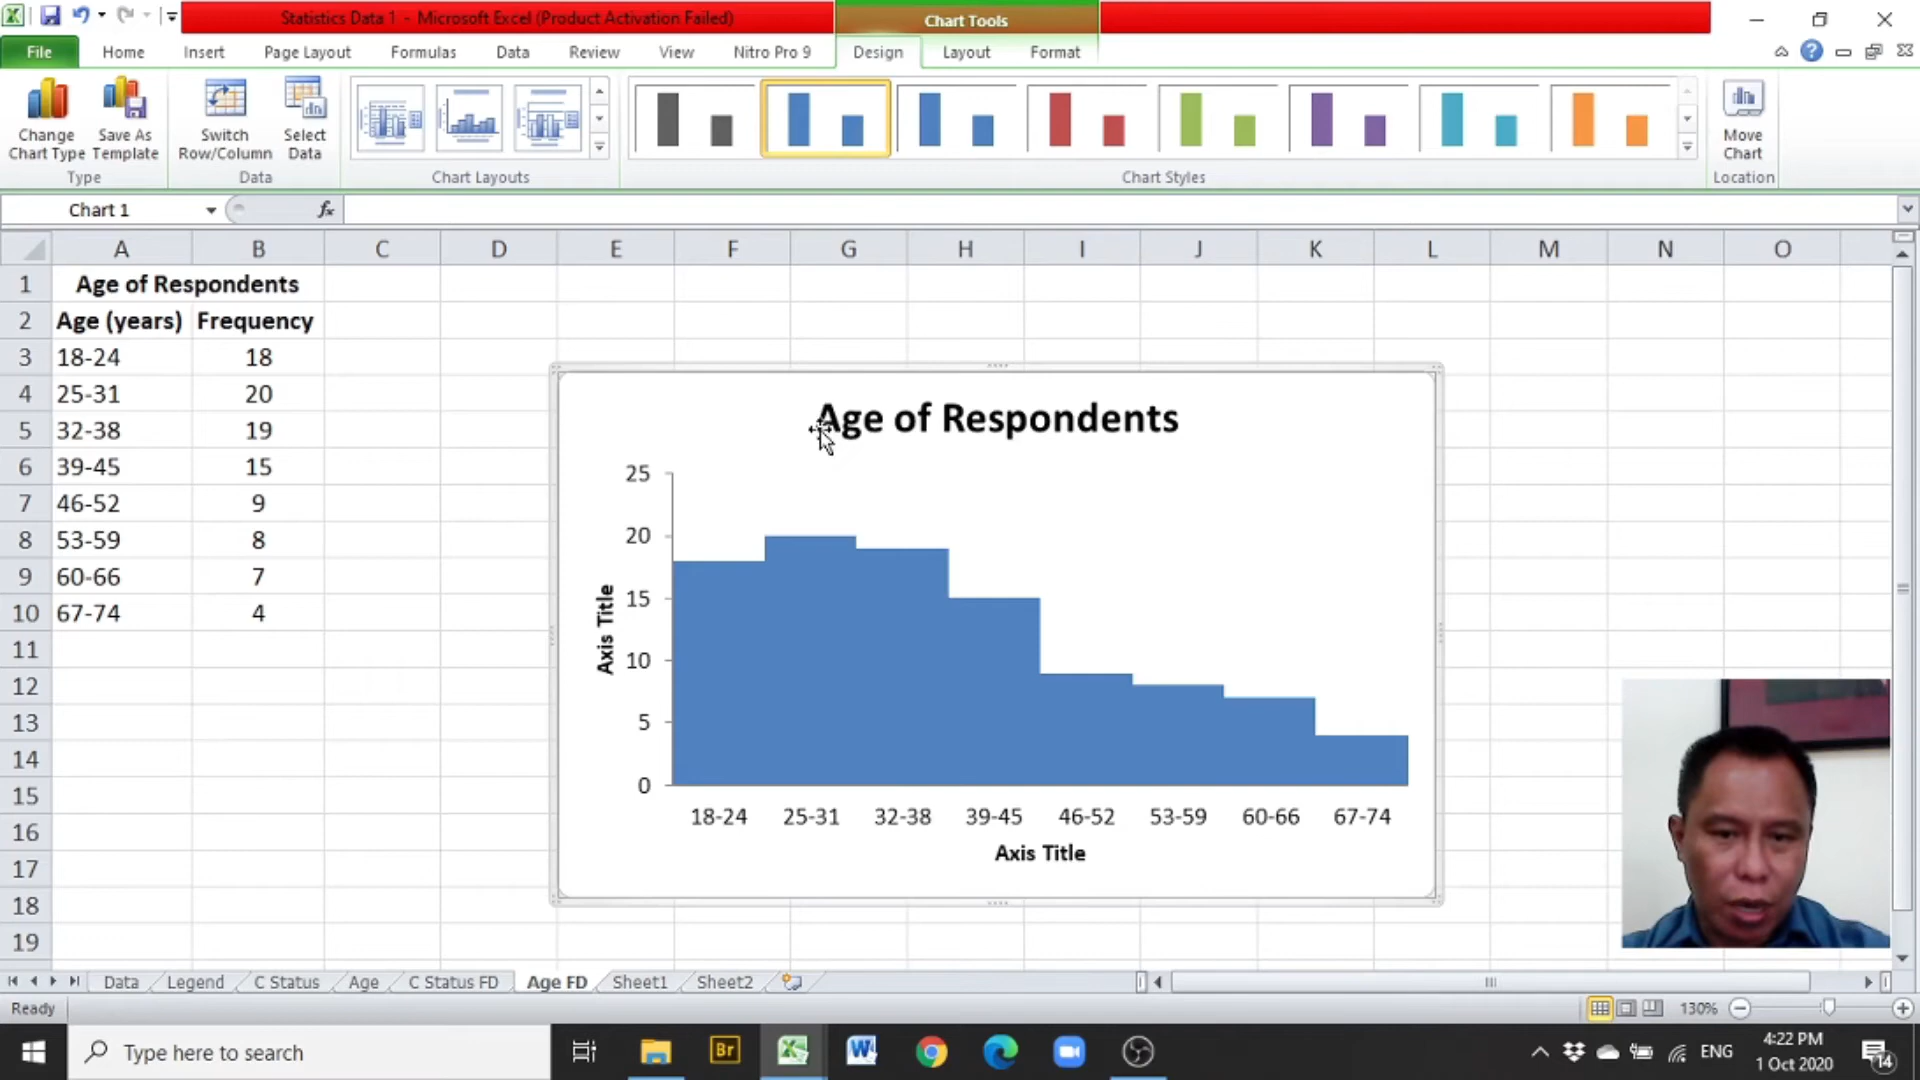 Statistics Data 1 - Microsoft Excel (Product Activation Failed)
Chart Tools
File
Home
Insert
Page Layout
Formulas
Data
Review
View
Nitro Pro 9
Design
Layout
Format
Change
Chart Type
Save As
Template
Switch
Row/Column
Select
Data
Move
Chart
Type
Data
Chart Layouts
Chart Styles
Location
Chart 1
fx
A B C D E F G H I J K L M N O
1 Age of Respondents
2 Age (years) Frequency
3 18-24 18
4 25-31 20
5 32-38 19
6 39-45 15
7 46-52 9
8 53-59 8
9 60-66 7
10 67-74 4
11
12
13
14
15
16
17
18
19
Age of Respondents
25
20
15
10
5
0
Axis Title
18-24 25-31 32-38 39-45 46-52 53-59 60-66 67-74
Axis Title
Data
Legend
C Status
Age
C Status FD
Age FD
Sheet1
Sheet2
Ready
130%
Type here to search
Br
ENG
4:22 PM
1 Oct 2020
14